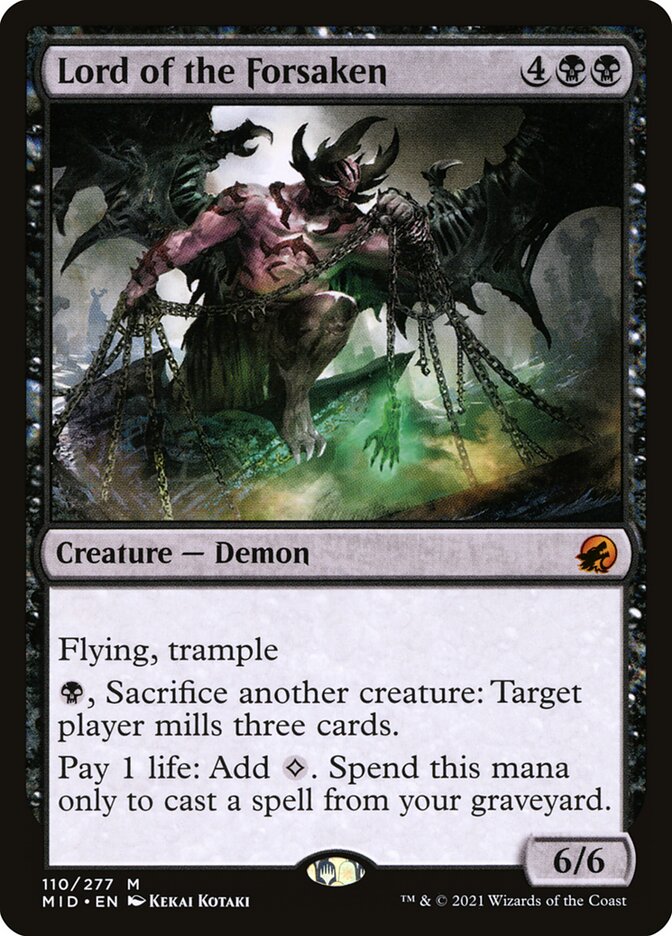 Lord of the Forsaken 4
Creature — Demon
Flying, trample
, Sacrifice another creature: Target
player mills three cards.
Pay 1 life: Add . Spend this mana
only to cast a spell from your graveyard.
6/6
110/277 M
MID • EN Kekai Kotaki
™ & © 2021 Wizards of the Coast